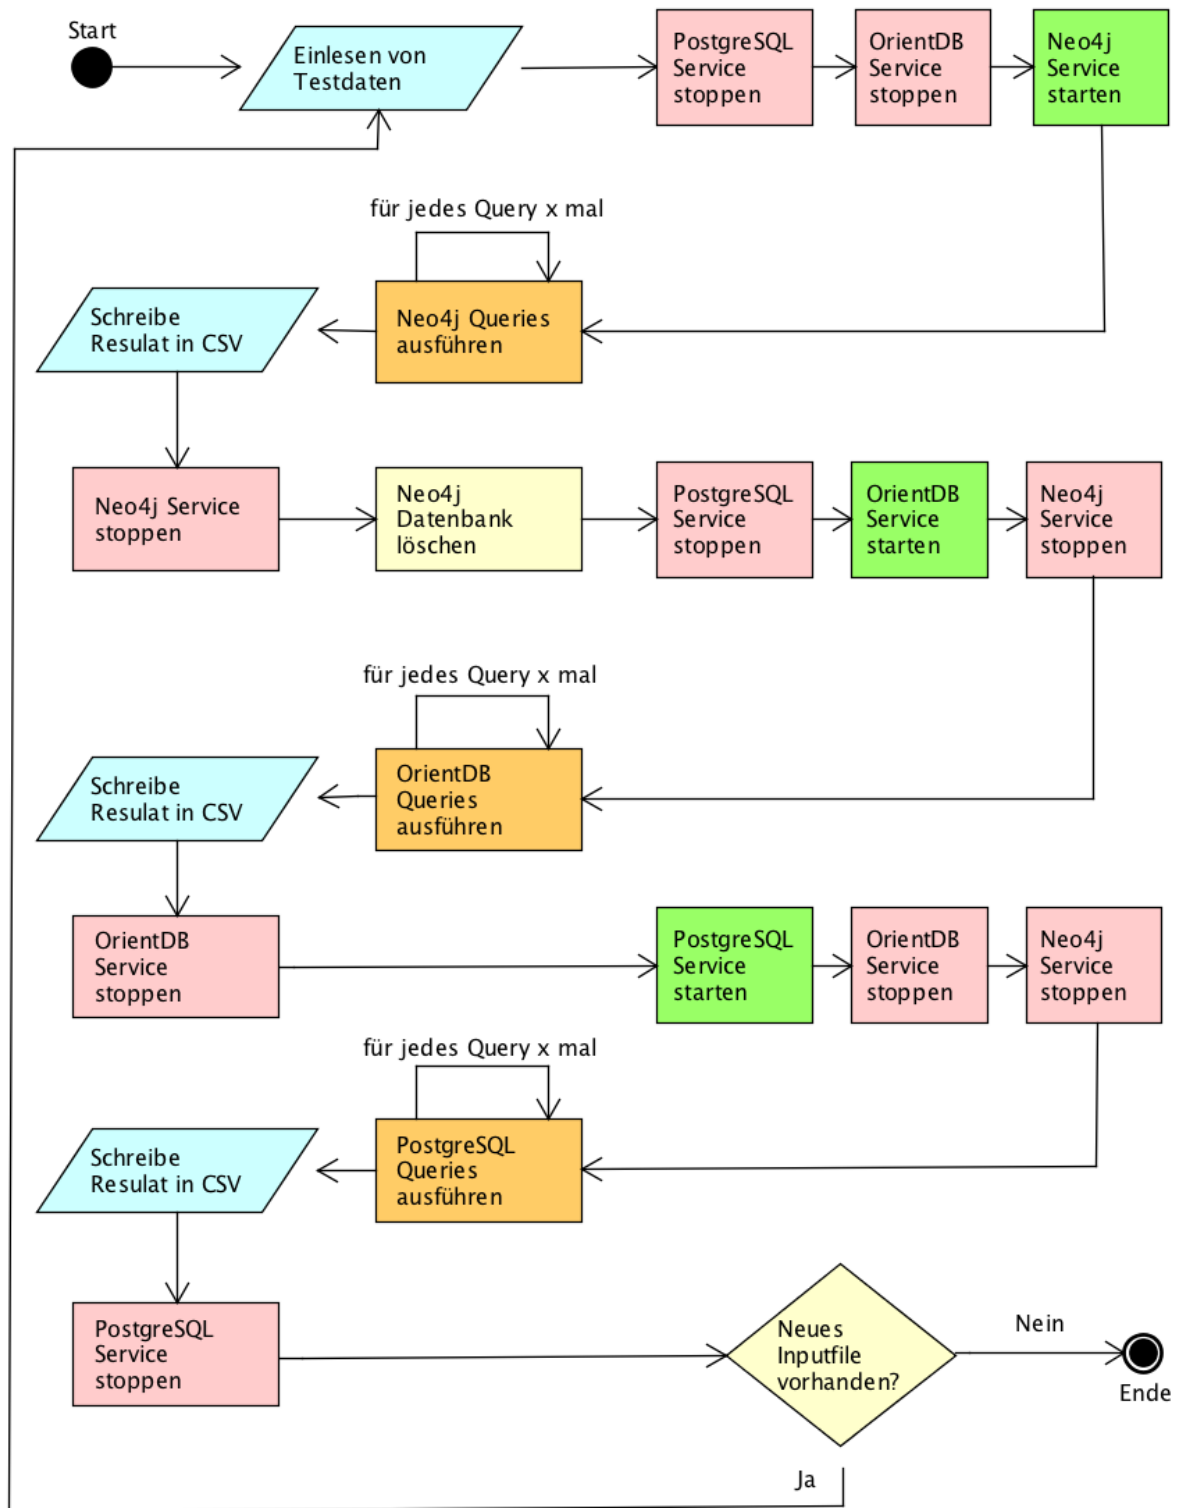 Start
Einlesen von
Testdaten
PostgreSQL
Service
stoppen
OrientDB
Service
stoppen
Neo4j
Service
starten
für jedes Query x mal
Schreibe
Resulat in CSV
Neo4j Queries
ausführen
Neo4j Service
stoppen
Neo4j
Datenbank
löschen
PostgreSQL
Service
stoppen
OrientDB
Service
starten
Neo4j
Service
stoppen
für jedes Query x mal
Schreibe
Resulat in CSV
OrientDB
Queries
ausführen
OrientDB
Service
stoppen
PostgreSQL
Service
starten
OrientDB
Service
stoppen
Neo4j
Service
stoppen
für jedes Query x mal
Schreibe
Resulat in CSV
PostgreSQL
Queries
ausführen
PostgreSQL
Service
stoppen
Neues
Inputfile
vorhanden?
Nein
Ende
Ja